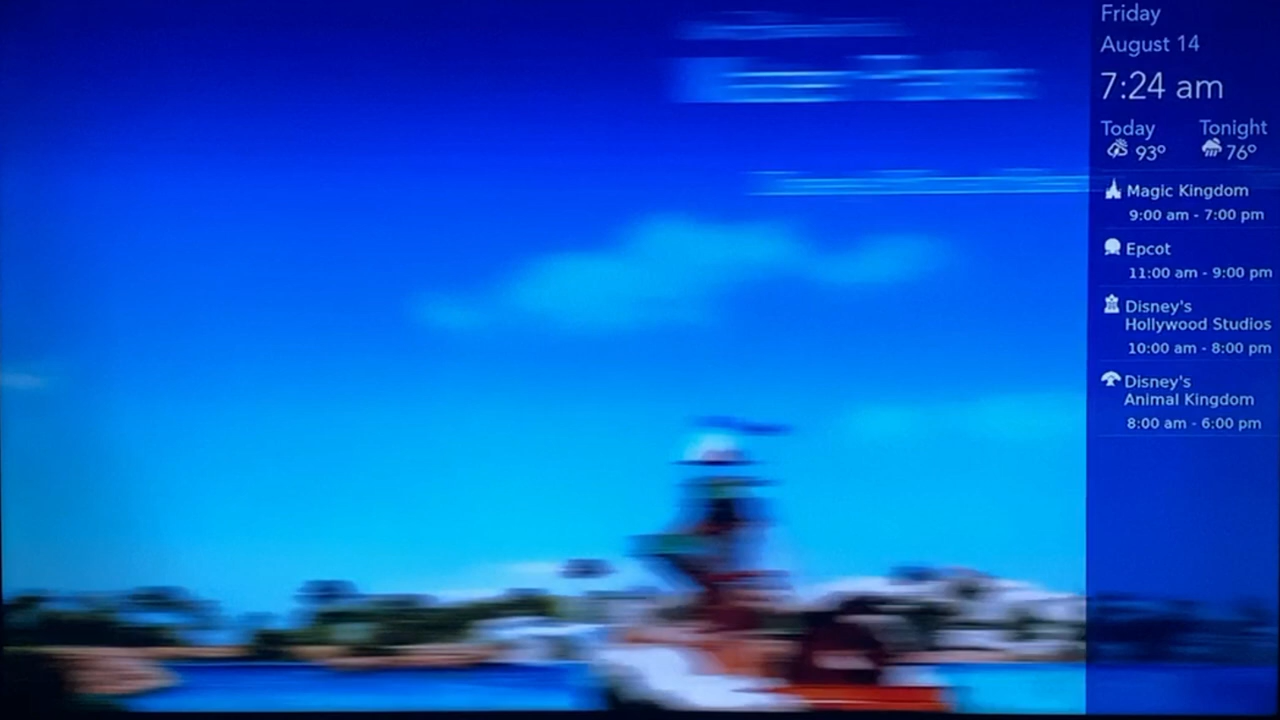 Friday
August 14
7:24 am
Today Tonight
93° 76°
Magic Kingdom
9:00 am - 7:00 pm
Epcot
11:00 am - 9:00 pm
Disney's
Hollywood Studios
10:00 am - 8:00 pm
Disney's
Animal Kingdom
8:00 am - 6:00 pm